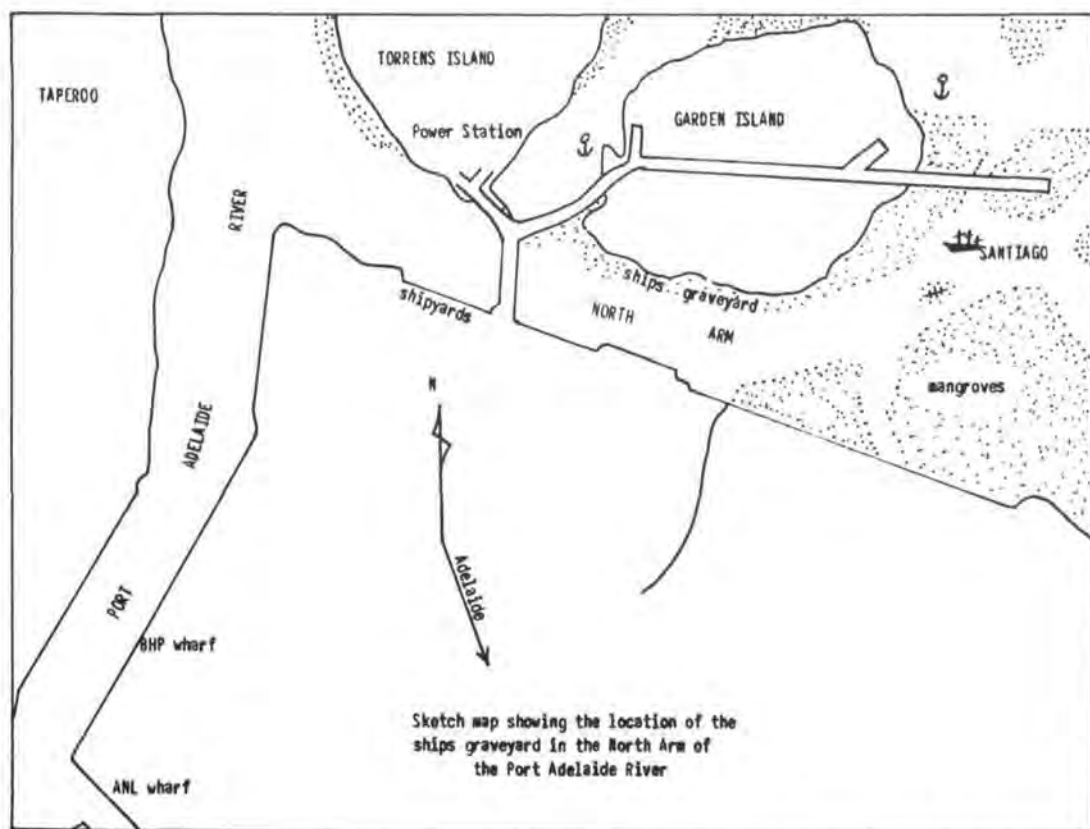 TORRENS ISLAND
TAPEROO
Power Station
GARDEN ISLAND
RIVER
SANTIAGO
ships graveyard
shipyards
NORTH
ARM
N
mangroves
ADELAIDE
Adelaide
PORT
BHP wharf
Sketch map showing the location of the
ships graveyard in the North Arm of
the Port Adelaide River
ANL wharf